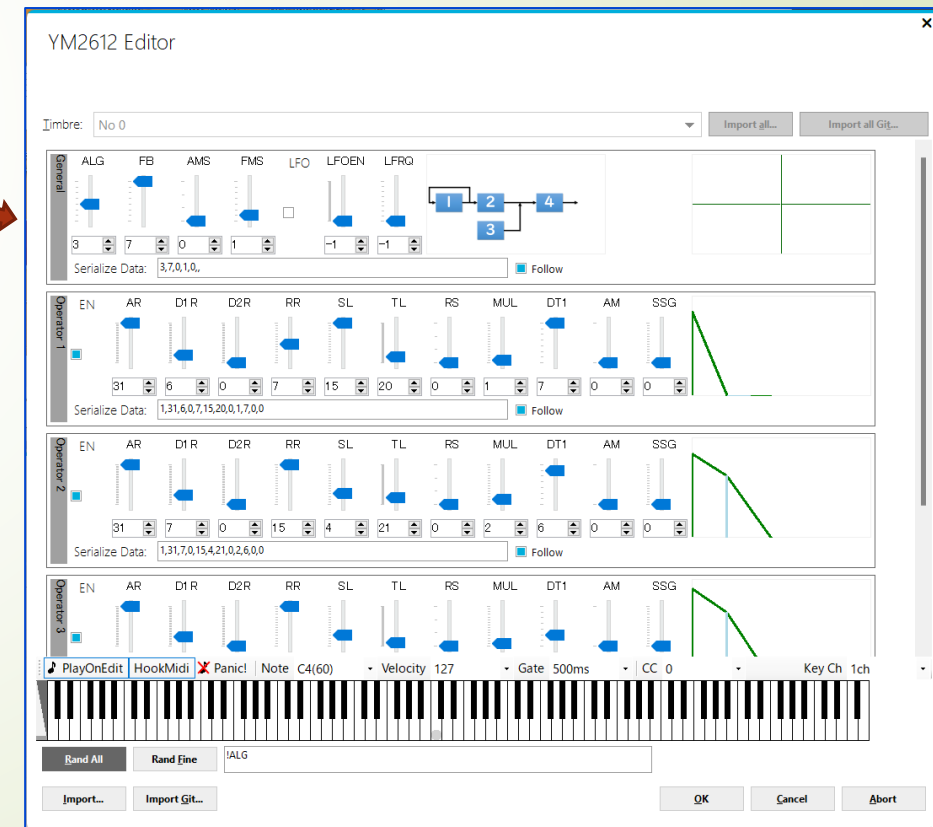 YM2612 Editor
×
Timbre: No 0 Import all... Import all Git...
General ALG FB AMS FMS LFO LFOEN LFRQ
1 2 4
3
3 7 0 1 -1 -1
Serialize Data: 3,7,0,1,0,, Follow
Operator 1 EN AR D1R D2R RR SL TL RS MUL DT1 AM SSG
31 6 0 7 15 20 0 1 7 0 0
Serialize Data: 1,31,6,0,7,15,20,0,1,7,0,0 Follow
Operator 2 EN AR D1R D2R RR SL TL RS MUL DT1 AM SSG
31 7 0 15 4 21 0 2 6 0 0
Serialize Data: 1,31,7,0,15,4,21,0,2,6,0,0 Follow
Operator 3 EN AR D1R D2R RR SL TL RS MUL DT1 AM SSG
PlayOnEdit HookMidi Panic! Note C4(60) Velocity 127 Gate 500ms CC 0 Key Ch 1ch
Rand All Rand Fine !ALG
Import... Import Git... OK Cancel Abort